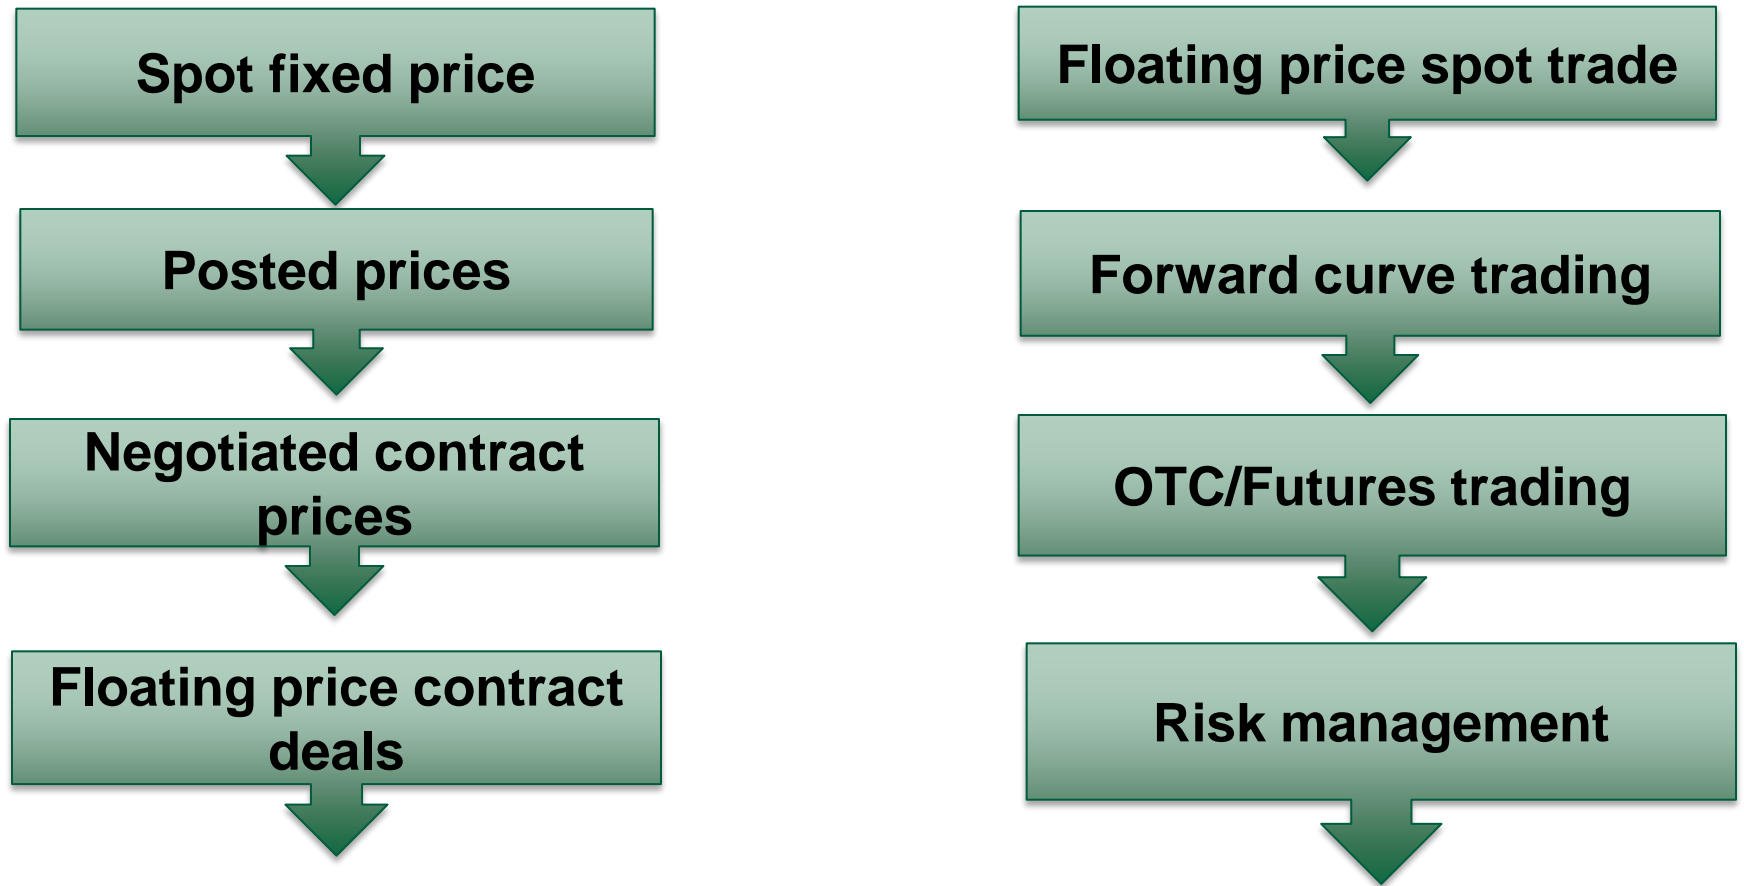 Spot fixed price
Posted prices
Negotiated contract
prices
Floating price contract
deals
Floating price spot trade
Forward curve trading
OTC/Futures trading
Risk management